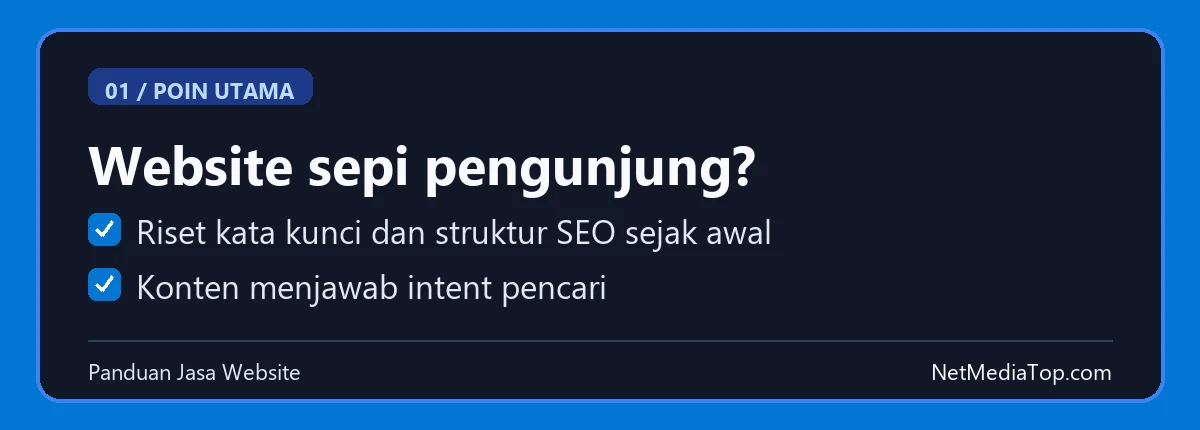 01 / POIN UTAMA
Website sepi pengunjung?
Riset kata kunci dan struktur SEO sejak awal
Konten menjawab intent pencari
Panduan Jasa Website
NetMediaTop.com